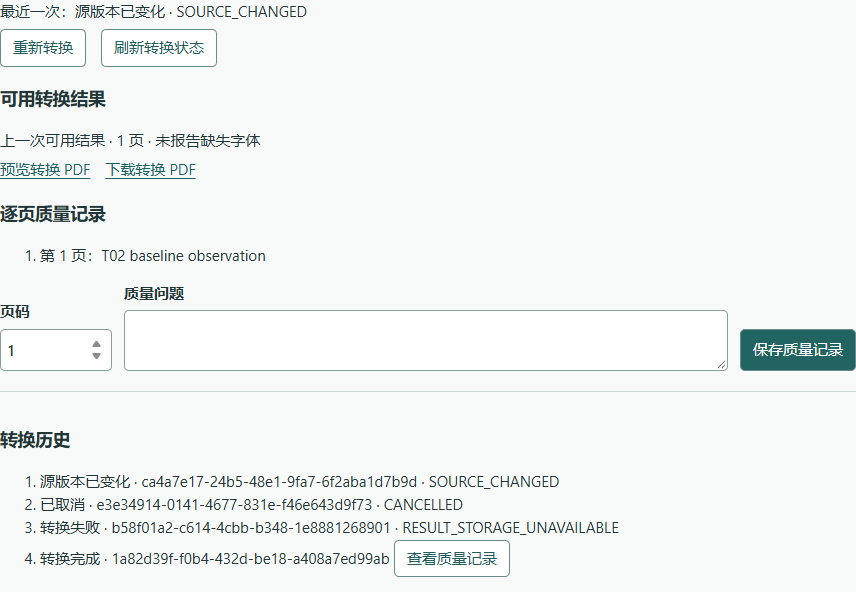 最近一次：源版本已变化 · SOURCE_CHANGED
重新转换 刷新转换状态
可用转换结果
上一次可用结果 · 1 页 · 未报告缺失字体
预览转换 PDF 下载转换 PDF
逐页质量记录
1. 第 1 页：T02 baseline observation
页码 质量问题
1 保存质量记录
转换历史
1. 源版本已变化 · ca4a7e17-24b5-48e1-9fa7-6f2aba1d7b9d · SOURCE_CHANGED
2. 已取消 · e3e34914-0141-4677-831e-f46e643d9f73 · CANCELLED
3. 转换失败 · b58f01a2-c614-4cbb-b348-1e8881268901 · RESULT_STORAGE_UNAVAILABLE
4. 转换完成 · 1a82d39f-f0b4-432d-be18-a408a7ed99ab 查看质量记录